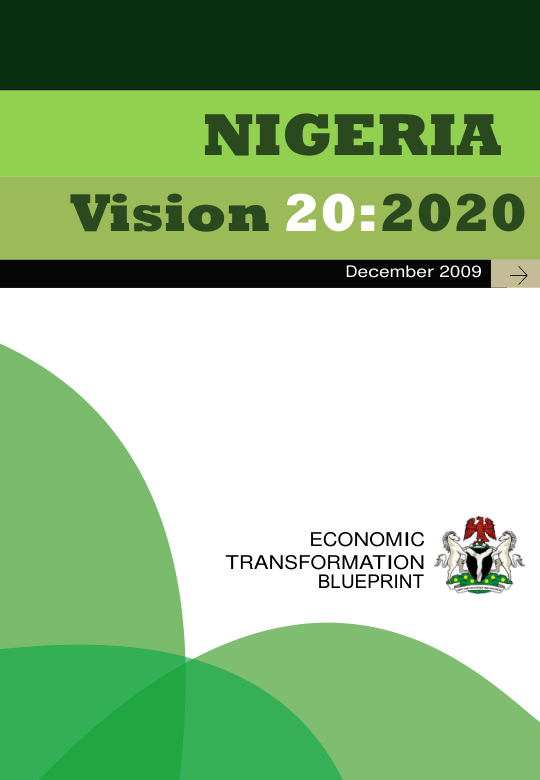 NIGERIA
Vision 20:2020
December 2009
ECONOMIC
TRANSFORMATION
BLUEPRINT